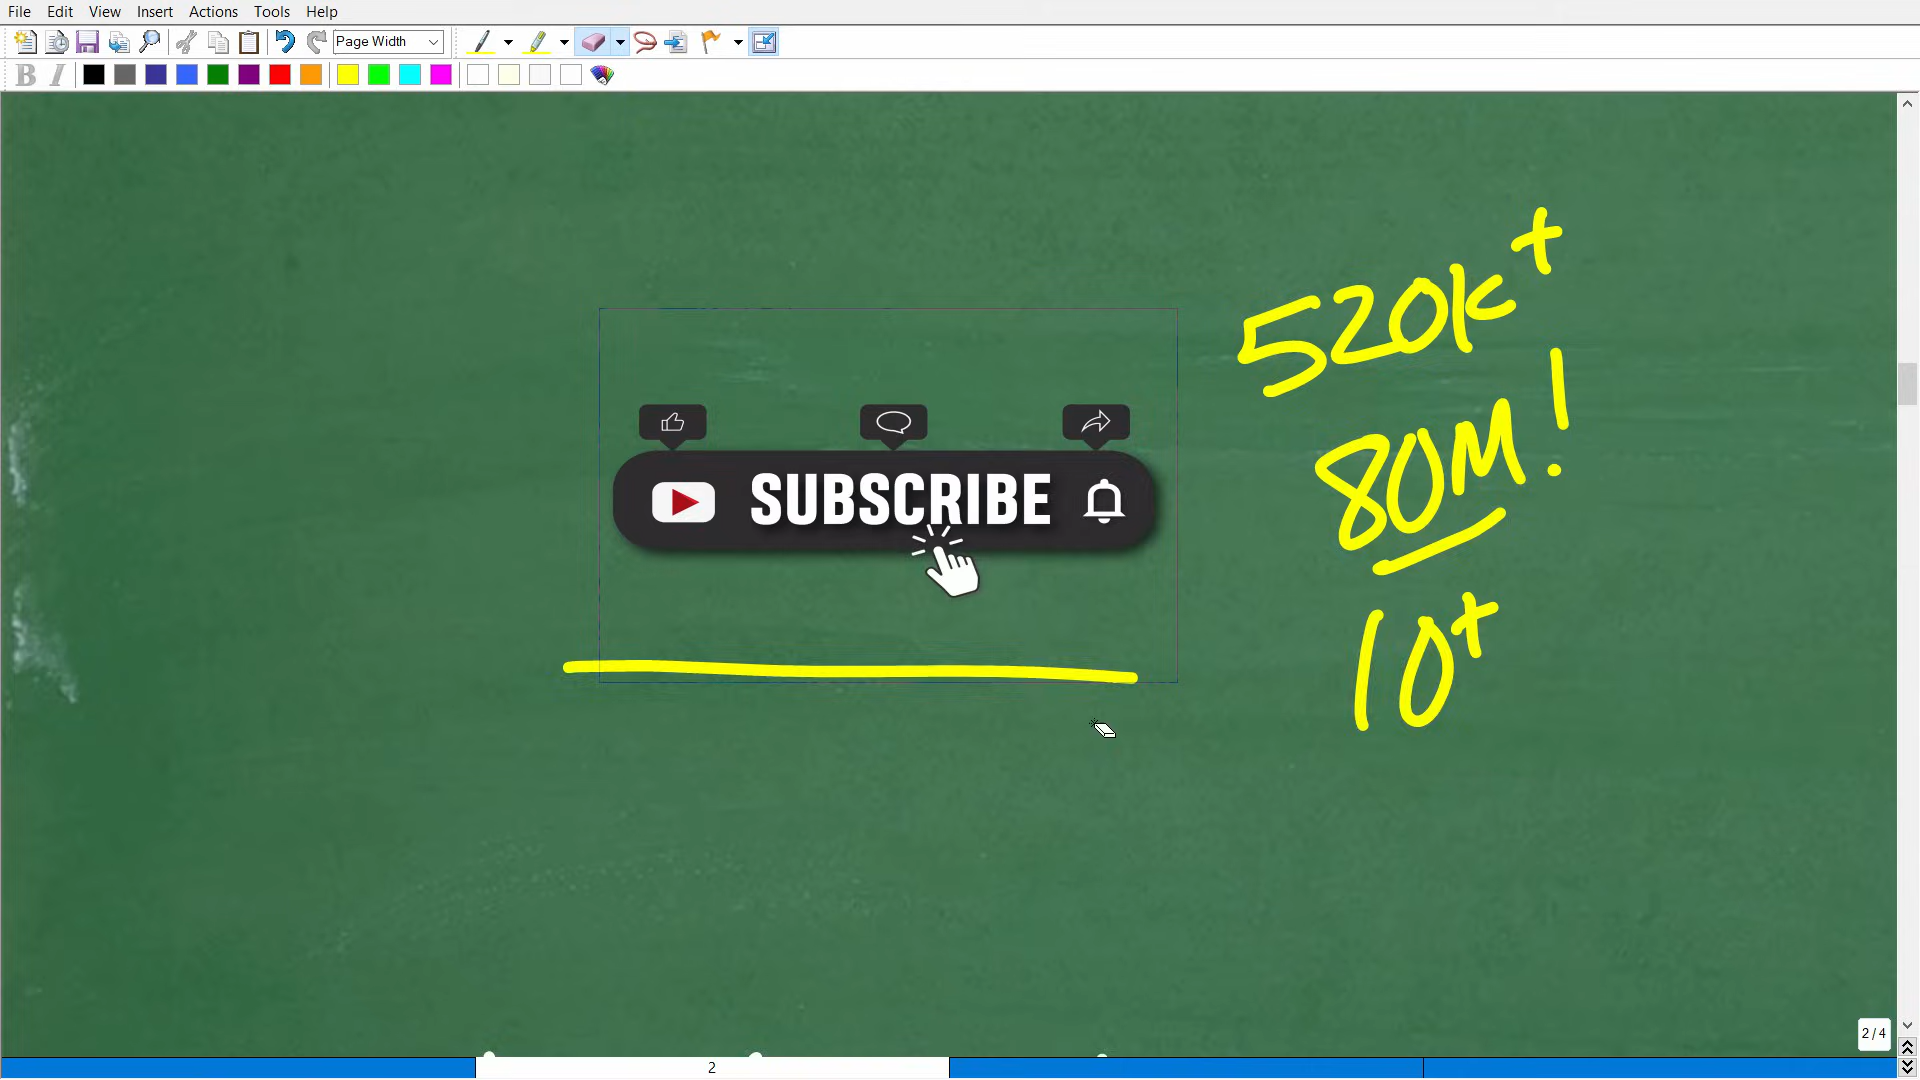 File Edit View Insert Actions Tools Help
Page Width
B I
520k+
80M!
10+
SUBSCRIBE
2 / 4
2